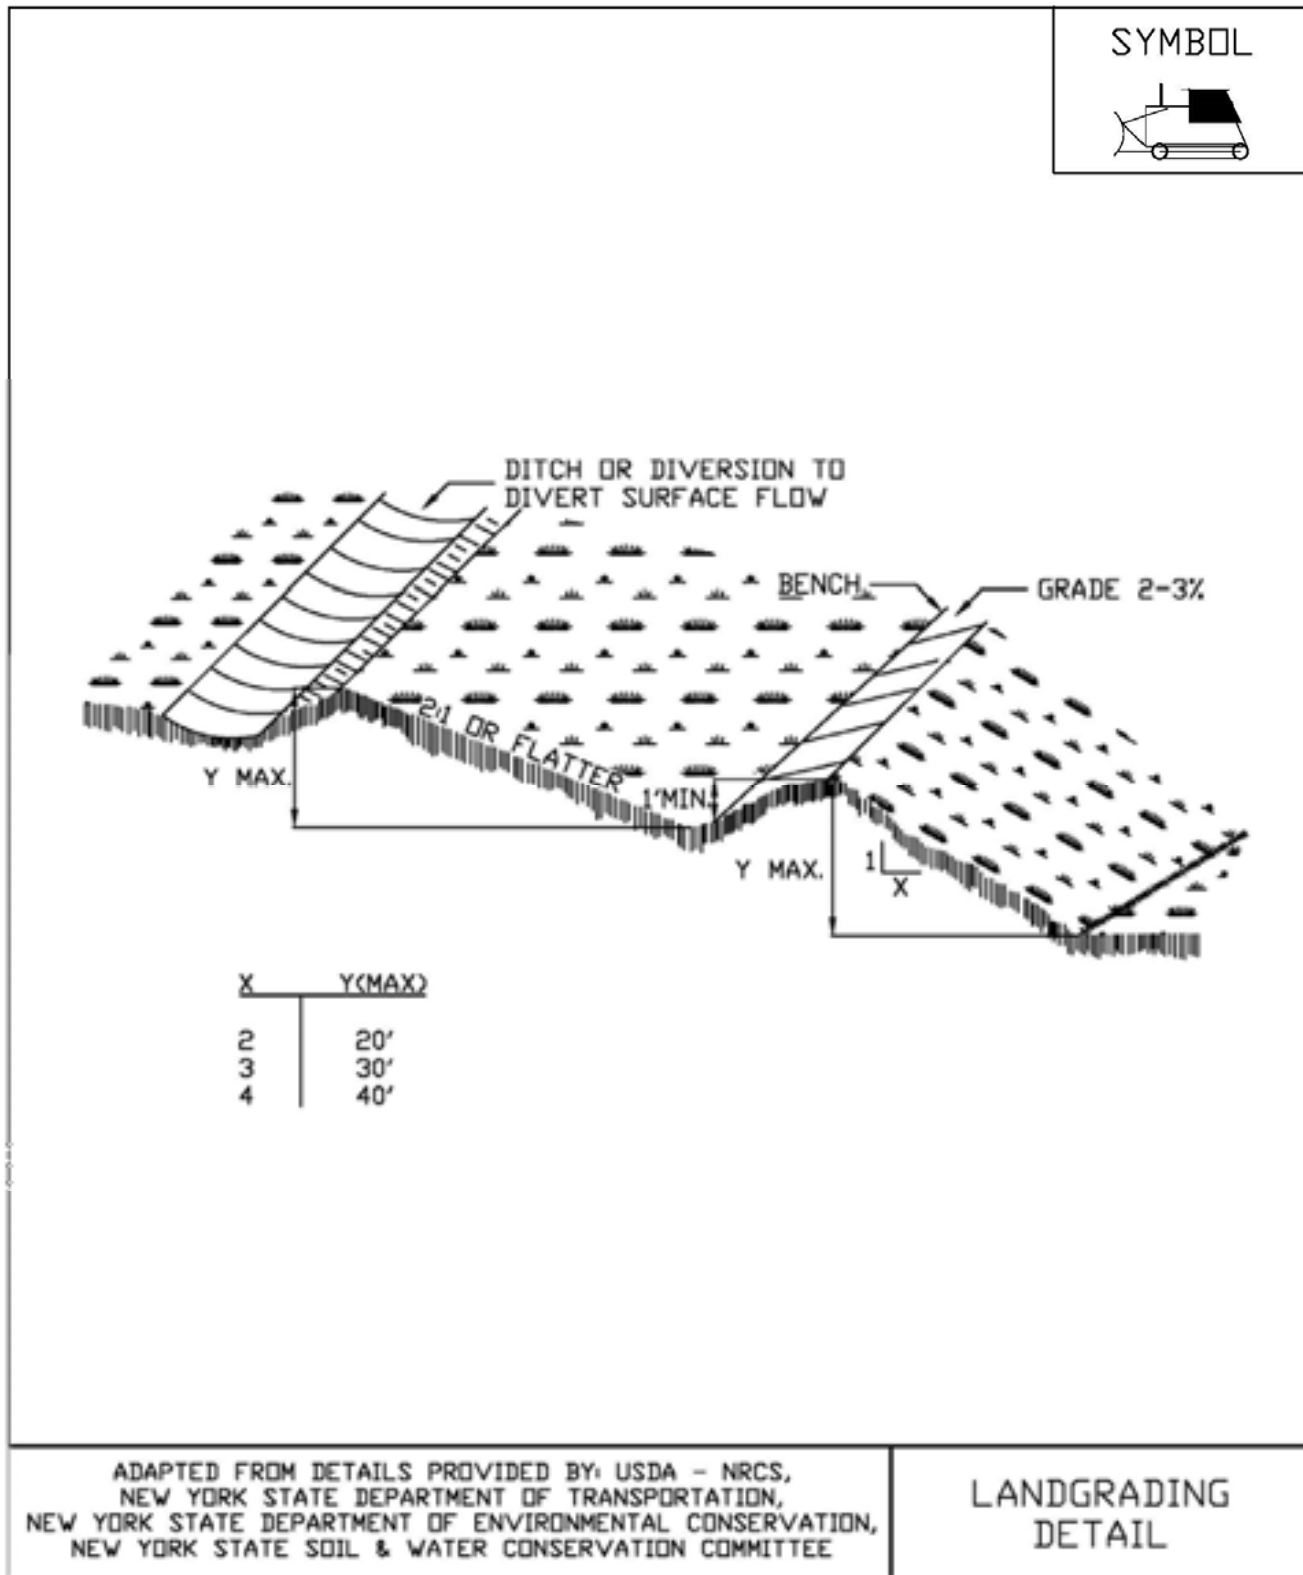 SYMBOL
DITCH OR DIVERSION TO
DIVERT SURFACE FLOW
BENCH
GRADE 2-3%
2:1 OR FLATTER
Y MAX.
1'MIN.
Y MAX.
1
X
X Y(MAX)
2 20'
3 30'
4 40'
ADAPTED FROM DETAILS PROVIDED BY: USDA - NRCS,
NEW YORK STATE DEPARTMENT OF TRANSPORTATION,
NEW YORK STATE DEPARTMENT OF ENVIRONMENTAL CONSERVATION,
NEW YORK STATE SOIL & WATER CONSERVATION COMMITTEE
LANDGRADING
DETAIL